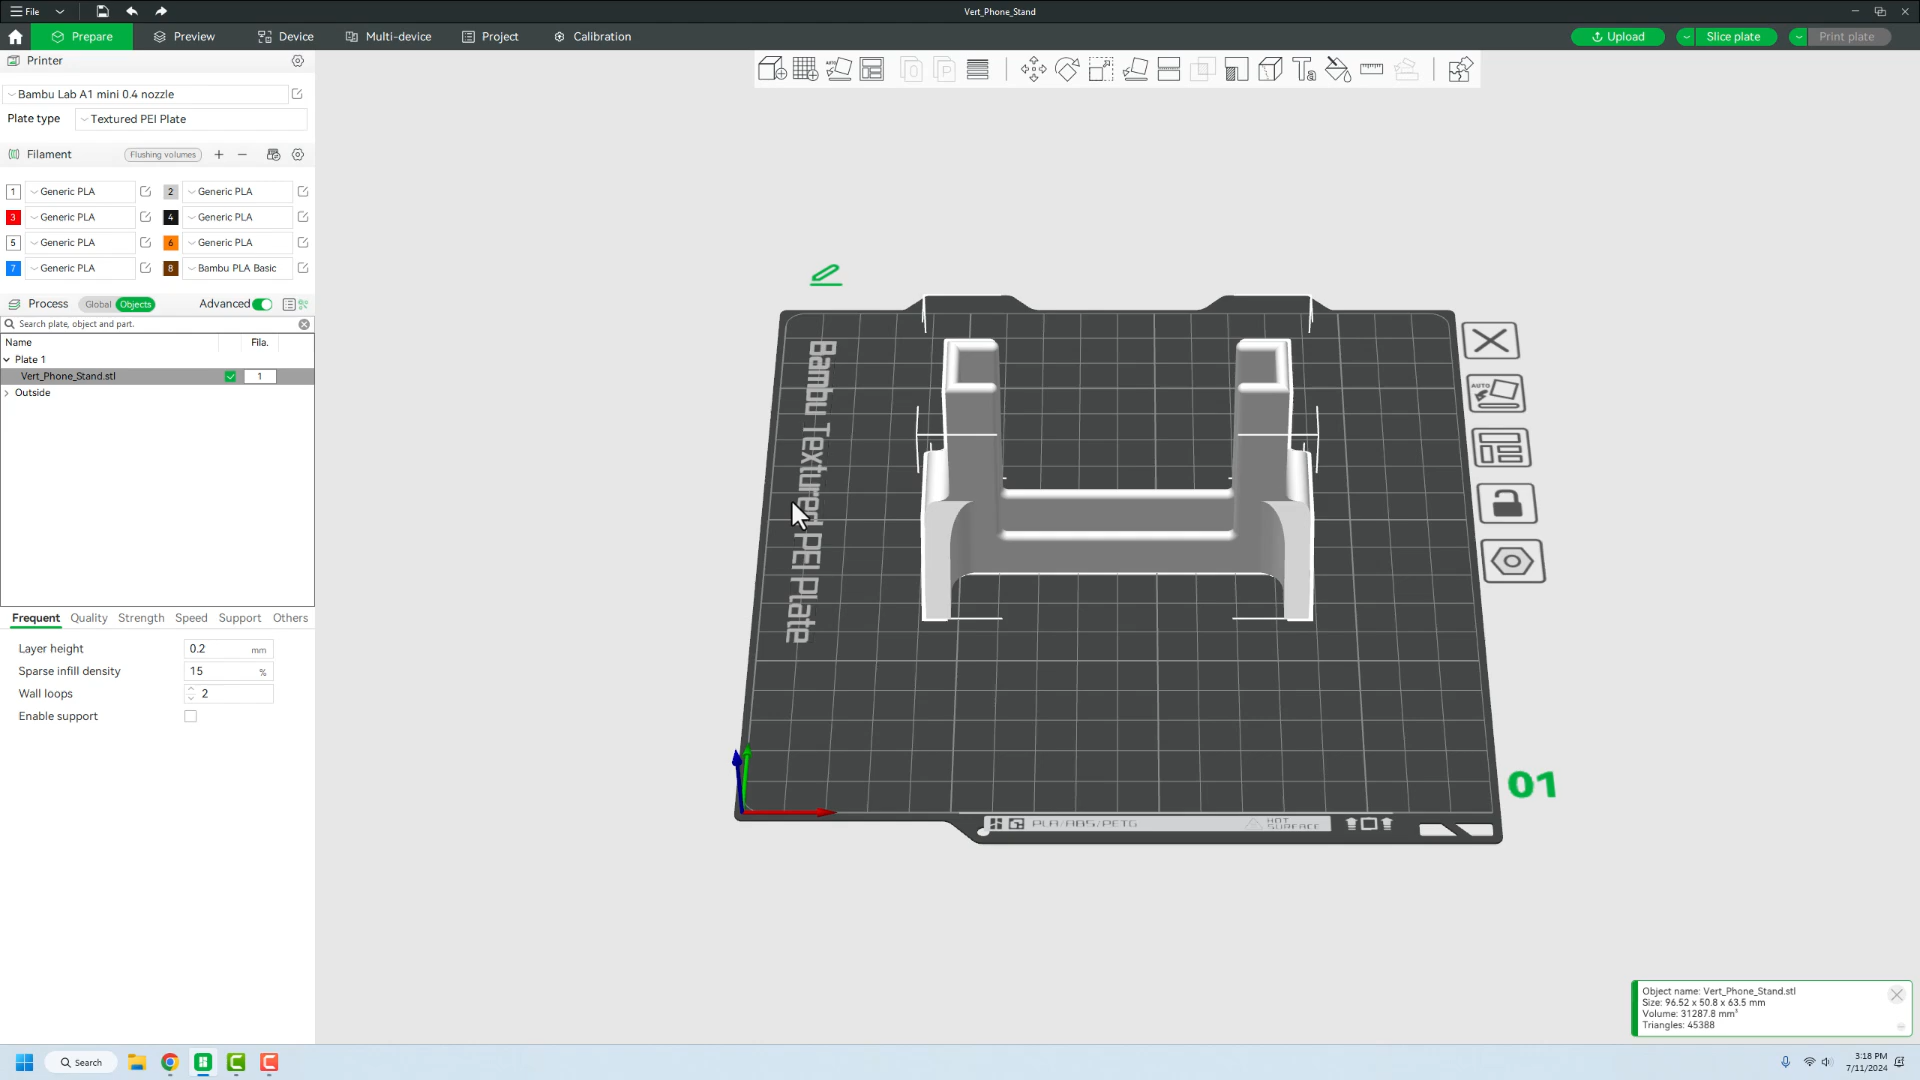 File
Vert_Phone_Stand
Prepare
Preview
Device
Multi-device
Project
Calibration
Upload
Slice plate
Print plate
Printer
Bambu Lab A1 mini 0.4 nozzle
Plate type
Textured PEI Plate
Filament
Flushing volumes
1 Generic PLA
2 Generic PLA
3 Generic PLA
4 Generic PLA
5 Generic PLA
6 Generic PLA
7 Generic PLA
8 Bambu PLA Basic
Process
Global
Objects
Advanced
Search plate, object and part.
Name
Fila.
Plate 1
Vert_Phone_Stand.stl
1
Outside
Frequent
Quality
Strength
Speed
Support
Others
Layer height
0.2 mm
Sparse infill density
15 %
Wall loops
2
Enable support
AUTO
Bambu Textured PEI Plate
AUTO
01
PLA/ABS/PETG
HOT
SURFACE
Object name: Vert_Phone_Stand.stl
Size: 96.52 x 50.8 x 63.5 mm
Volume: 31287.8 mm³
Triangles: 45388
Search
3:18 PM
7/11/2024